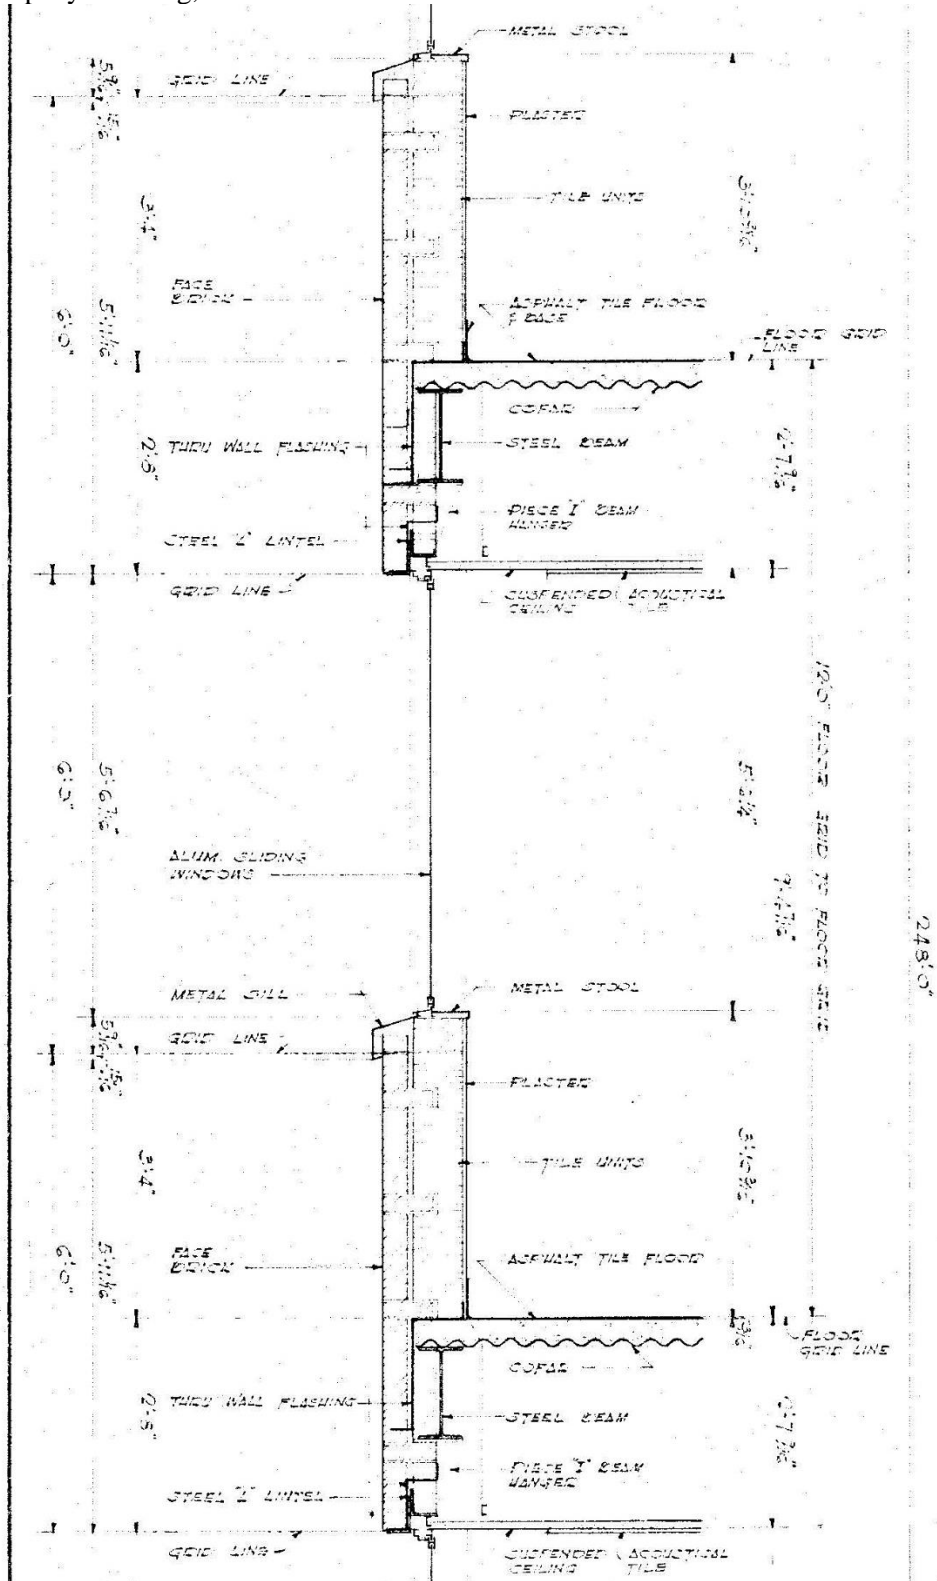 METAL STOOL
GRID LINE
PLASTER
TILE UNITS
3'-4"
FACE
BRICK
ASPHALT TILE FLOOR
& BASE
FLOOR GRID
LINE
6'-0"
COFAR
THRU WALL FLASHING
STEEL BEAM
2'-8"
PIECE "I" BEAM
HANGER
STEEL "L" LINTEL
GRID LINE
SUSPENDED
CEILING
ACOUSTICAL
TILE
12'-0" FLOOR GRID TO FLOOR GRID
6'-0"
ALUM. GLIDING
WINDOWS
248'-0"
METAL SILL
METAL STOOL
GRID LINE
PLASTER
TILE UNITS
3'-4"
FACE
BRICK
ASPHALT TILE FLOOR
6'-0"
FLOOR
GRID LINE
COFAR
THRU WALL FLASHING
STEEL BEAM
2'-8"
PIECE "I" BEAM
HANGER
STEEL "L" LINTEL
GRID LINE
SUSPENDED
CEILING
ACOUSTICAL
TILE